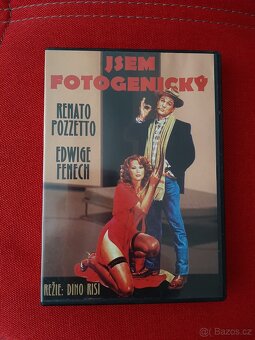 JSEM
FOTOGENICKÝ
RENATO
POZZETTO
EDWIGE
FENECH
REŽIE: DINO RISI
Bazos.cz